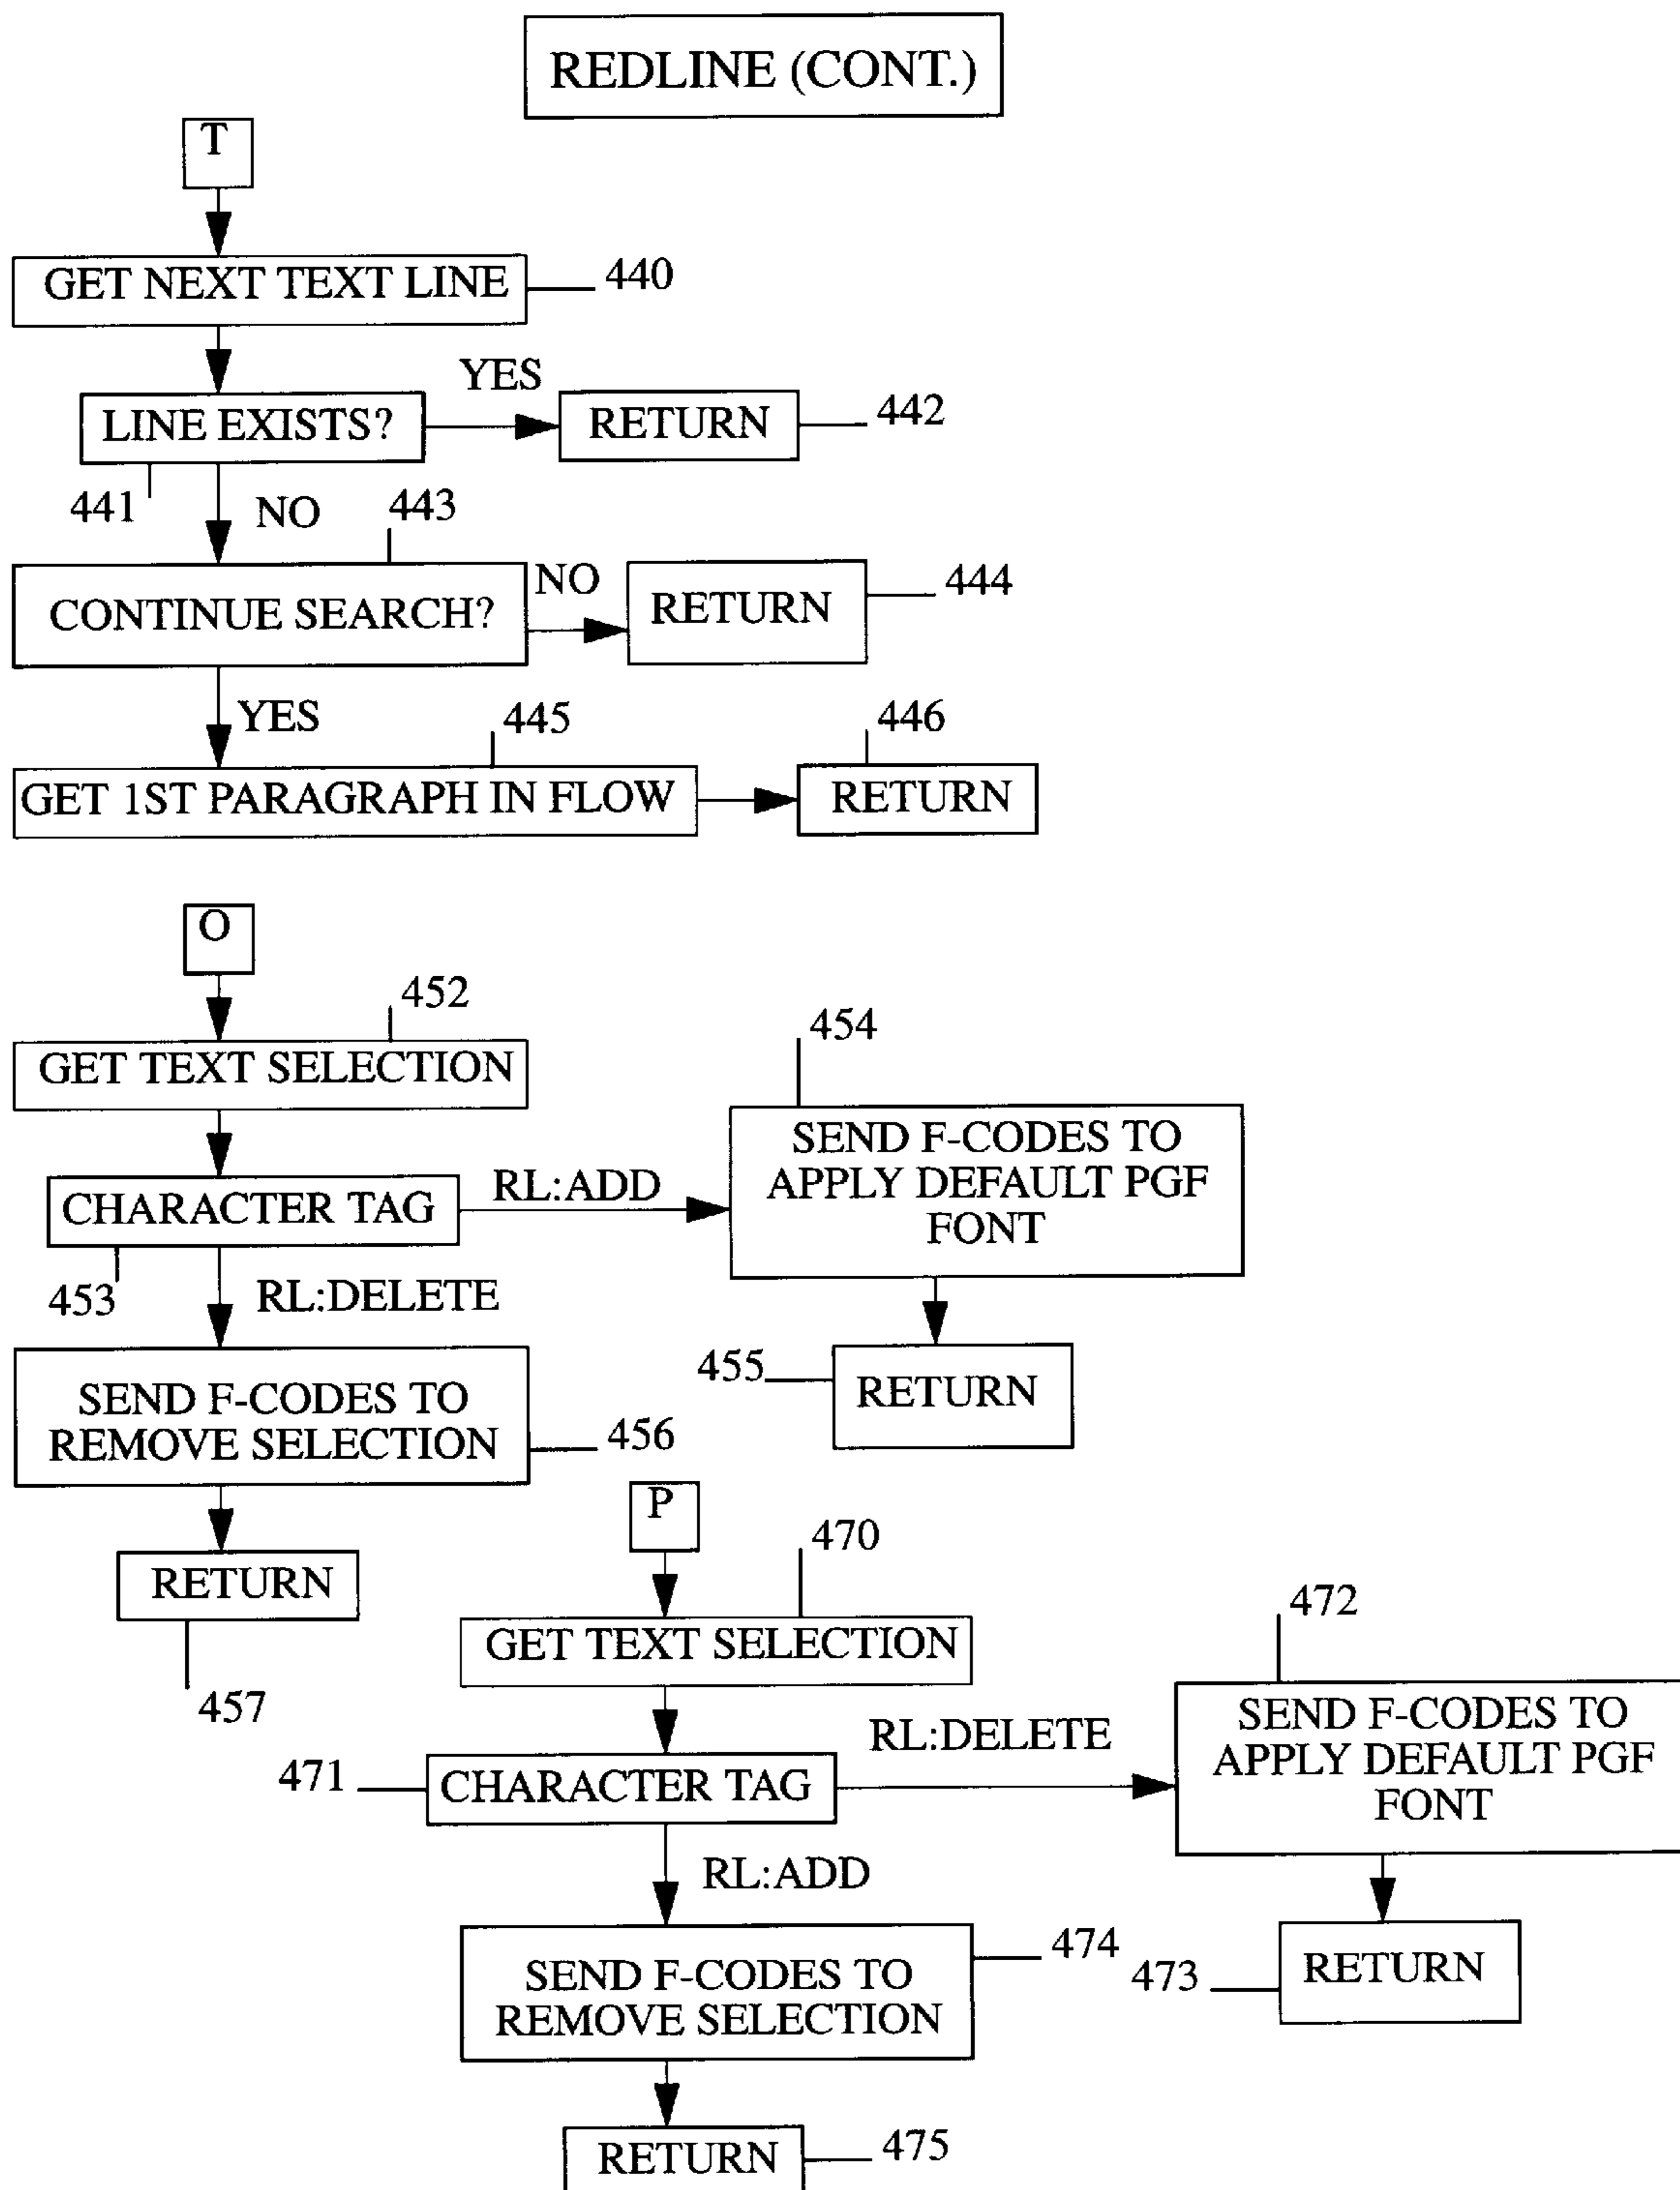 REDLINE (CONT.)
T
GET NEXT TEXT LINE
440
YES
LINE EXISTS?
RETURN
442
441
NO
443
CONTINUE SEARCH?
NO
RETURN
444
YES
445
446
GET 1ST PARAGRAPH IN FLOW
RETURN
O
452
GET TEXT SELECTION
454
SEND F-CODES TO
APPLY DEFAULT PGF
FONT
CHARACTER TAG
RL:ADD
453
RL:DELETE
455
RETURN
SEND F-CODES TO
REMOVE SELECTION
456
RETURN
457
P
470
GET TEXT SELECTION
472
SEND F-CODES TO
APPLY DEFAULT PGF
FONT
RL:DELETE
471
CHARACTER TAG
RL:ADD
473
RETURN
SEND F-CODES TO
REMOVE SELECTION
474
RETURN
475